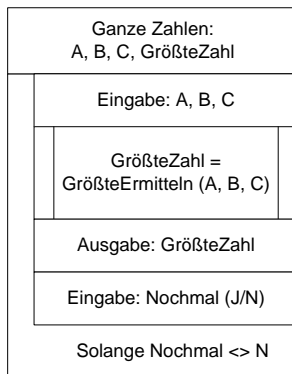 Ganze Zahlen:
A, B, C, GrößteZahl
Eingabe: A, B, C
GrößteZahl =
GrößteErmitteln (A, B, C)
Ausgabe: GrößteZahl
Eingabe: Nochmal (J/N)
Solange Nochmal <> N